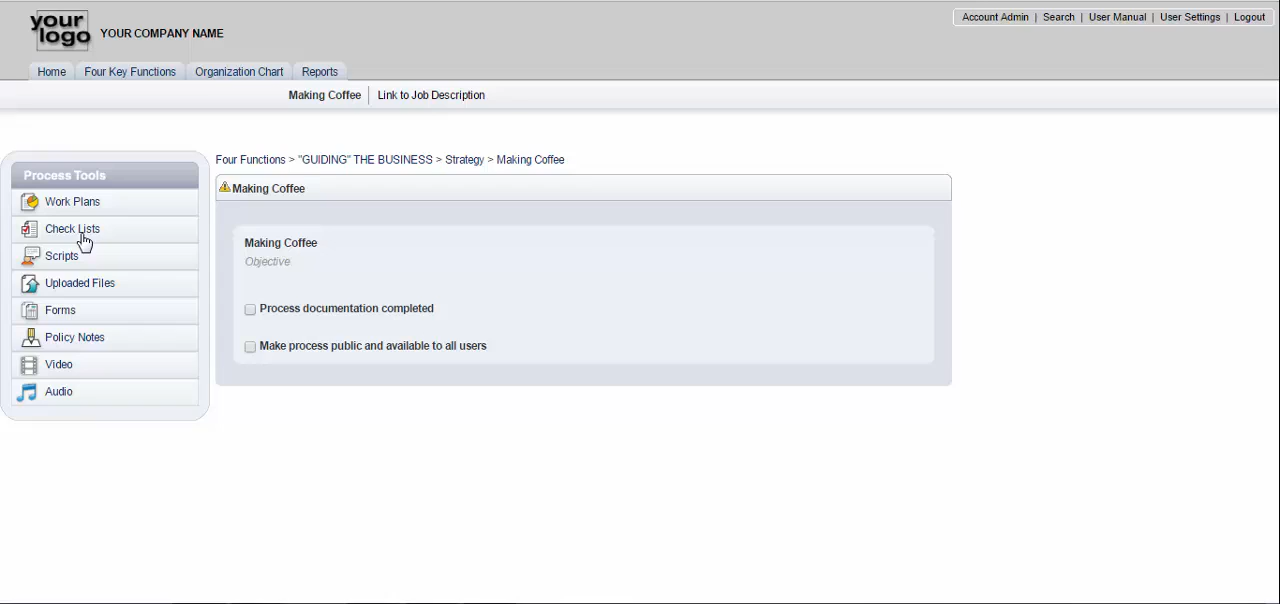 your
logo
YOUR COMPANY NAME
Account Admin | Search | User Manual | User Settings | Logout
Home
Four Key Functions
Organization Chart
Reports
Making Coffee
Link to Job Description
Process Tools
Work Plans
Check Lists
Scripts
Uploaded Files
Forms
Policy Notes
Video
Audio
Four Functions > "GUIDING" THE BUSINESS > Strategy > Making Coffee
Making Coffee
Making Coffee
Objective
Process documentation completed
Make process public and available to all users